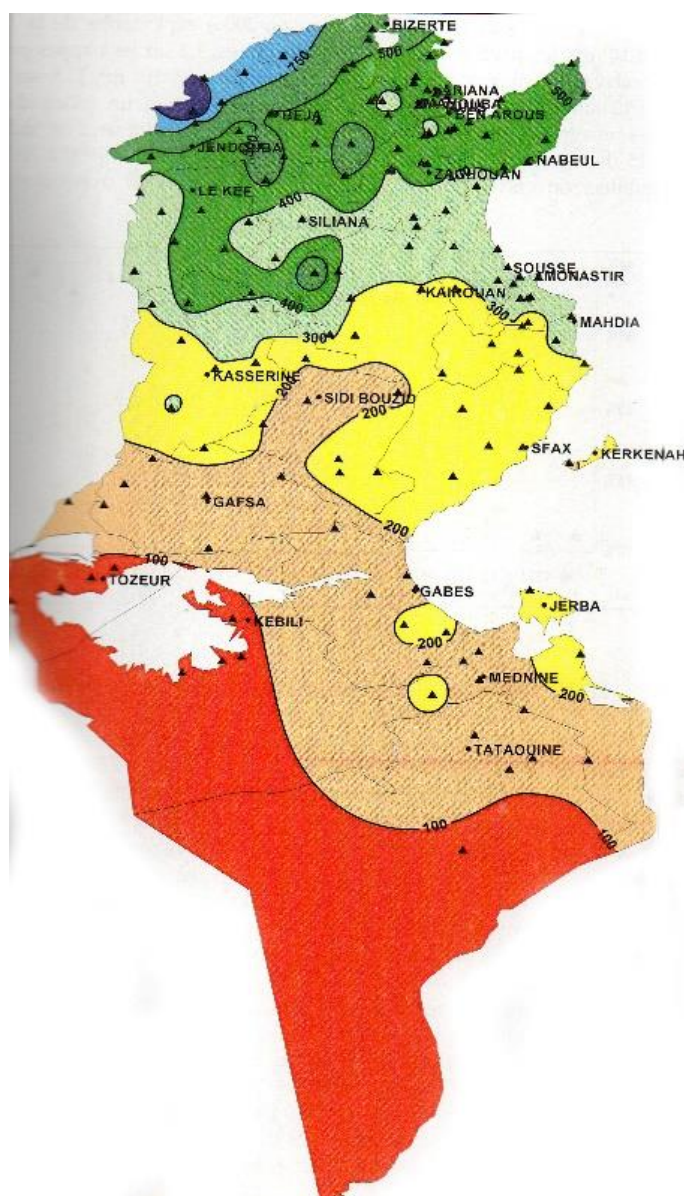 BIZERTE
750
500
500
ARIANA
BEJA
BEN AROUS
JENDOUBA
NABEUL
ZAGHOUAN
LE KEF
400
SILIANA
SOUSSE
MONASTIR
KAIROUAN
400
300
MAHDIA
300
KASSERINE
200
SIDI BOUZID
200
SFAX
KERKENAH
GAFSA
200
100
TOZEUR
GABES
JERBA
KEBILI
200
MEDNINE
200
TATAOUINE
100
100